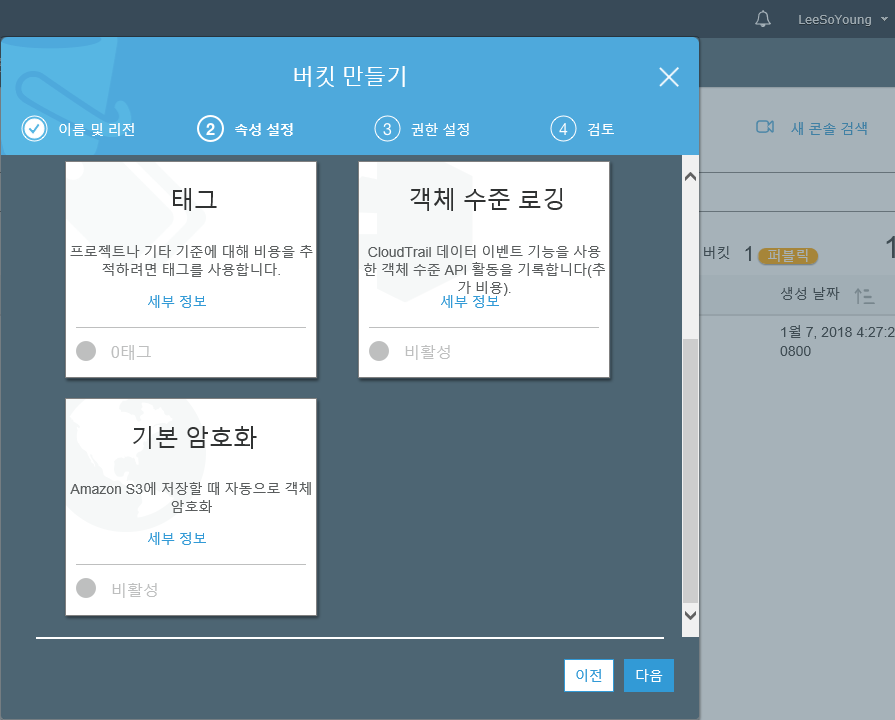 LeeSoYoung
버킷 만들기
이름 및 리전
2 속성 설정
3 권한 설정
4 검토
새 콘솔 검색
태그
프로젝트나 기타 기준에 대해 비용을 추
적하려면 태그를 사용합니다.
세부 정보
0태그
객체 수준 로깅
CloudTrail 데이터 이벤트 기능을 사용
한 객체 수준 API 활동을 기록합니다(추
가 비용).
세부 정보
비활성
버킷 1 퍼블릭 1
생성 날짜
1월 7, 2018 4:27:2
0800
기본 암호화
Amazon S3에 저장할 때 자동으로 객체
암호화
세부 정보
비활성
이전
다음